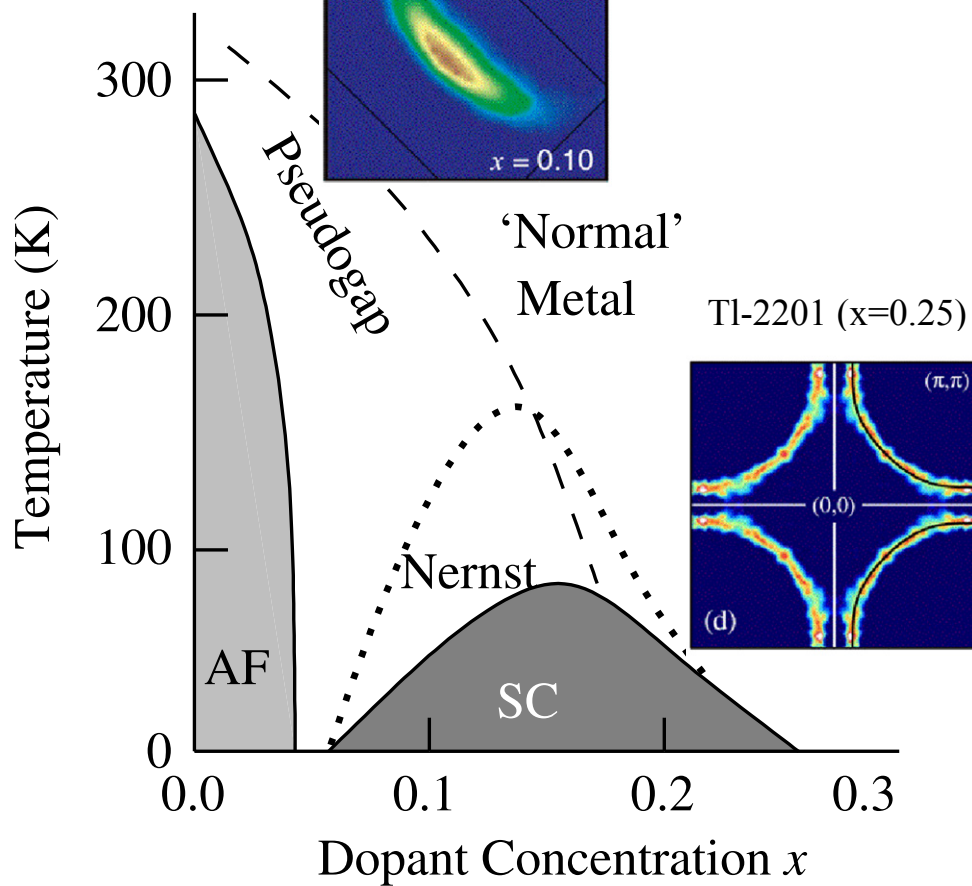 x = 0.10
300
Pseudogap
'Normal'
Metal
Temperature (K)
200
Tl-2201 (x=0.25)
(π,π)
(0,0)
(d)
100
Nernst
AF
SC
0
0.0
0.1
0.2
0.3
Dopant Concentration x